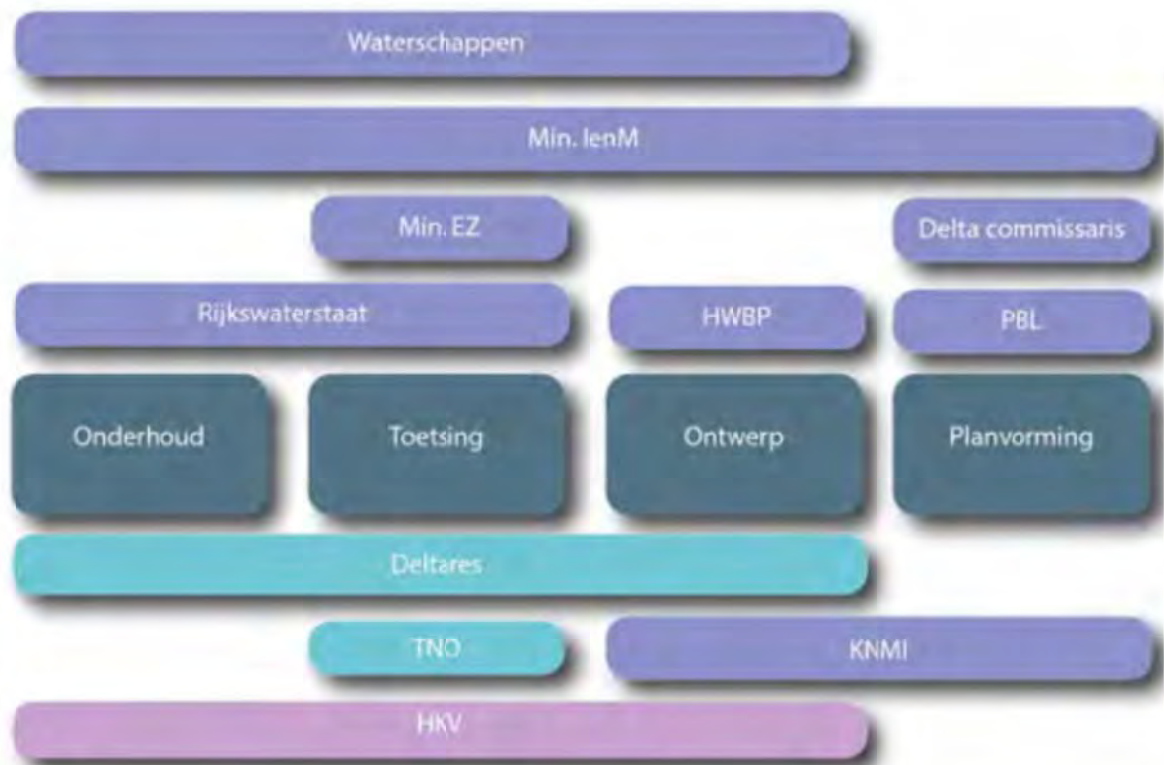 Waterschappen
Min. IenM
Min. EZ
Delta commissaris
Rijkswaterstaat
HWBP
PBL
Onderhoud
Toetsing
Ontwerp
Planvorming
Deltares
TNO
KNMI
HKV